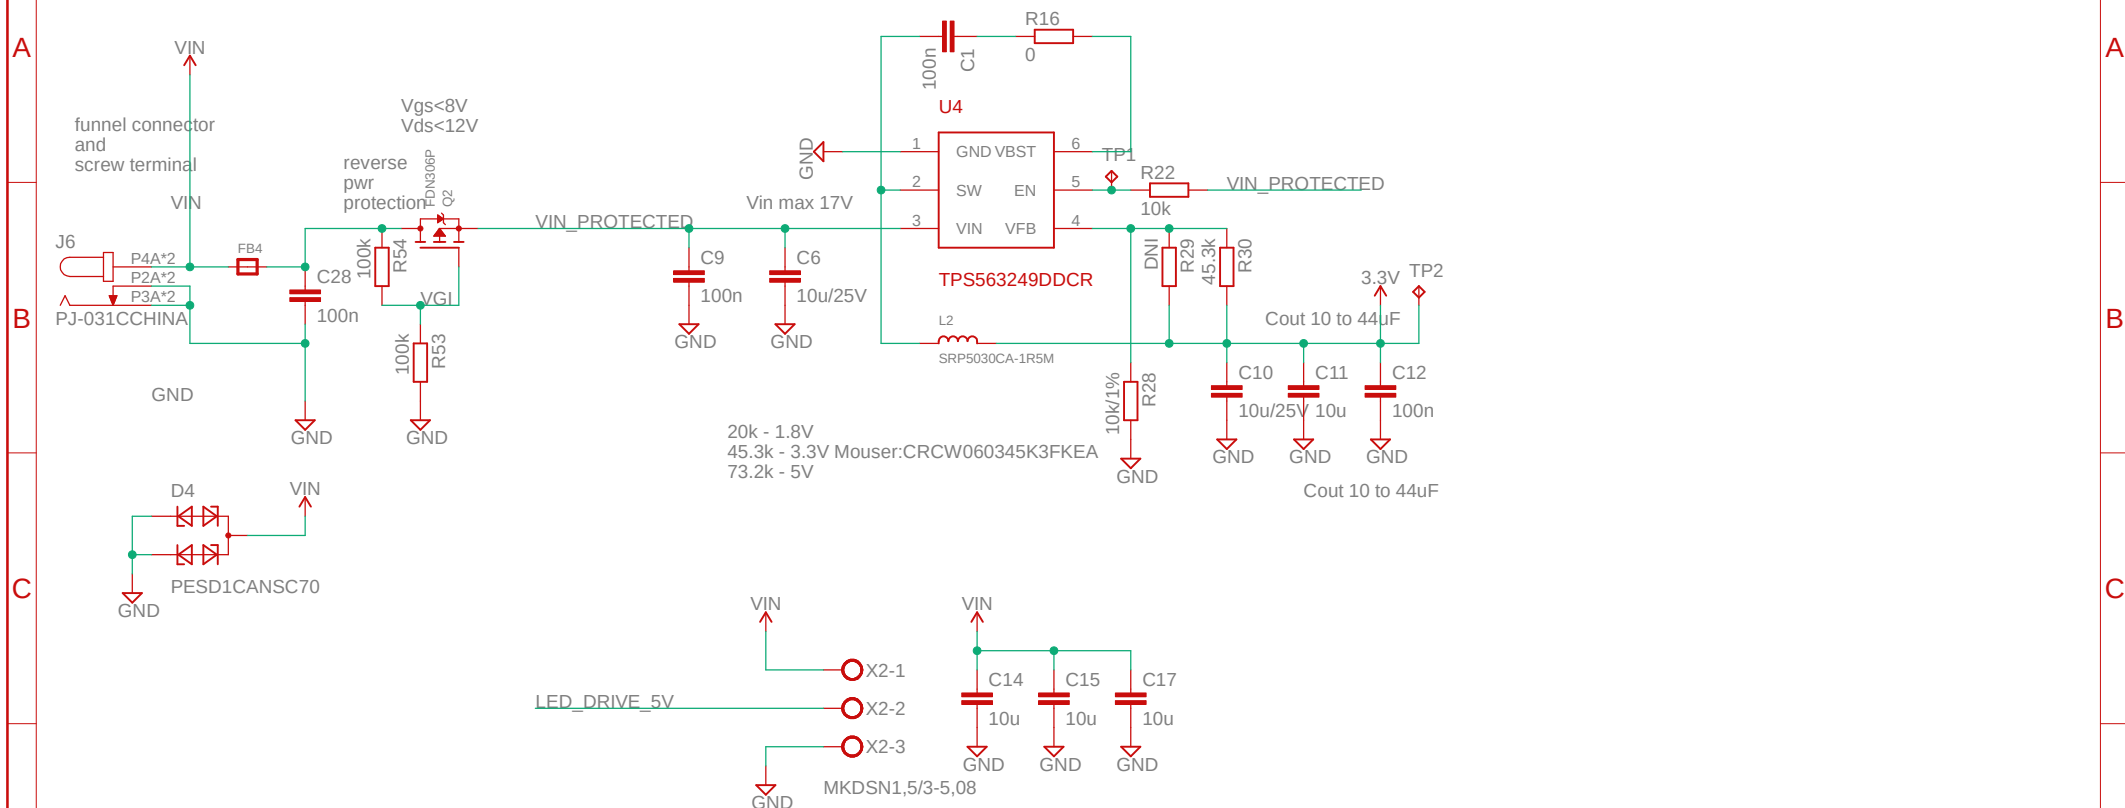 A
A
VIN
R16
100n
C1
0
Vgs<8V
Vds<12V
U4
funnel connector
and
screw terminal
reverse
pwr
protection
FDN306P
Q2
GND
1
GND
VBST
6
TP1
2
SW
EN
5
R22
VIN_PROTECTED
10k
VIN
VIN_PROTECTED
Vin max 17V
3
VIN
VFB
4
J6
P4A*2
P2A*2
P3A*2
PJ-031CCHINA
FB4
C28
100n
100k
R54
VGL
C9
100n
C6
10u/25V
TPS563249DDCR
DNI
R29
45.3k
R30
3.3V
TP2
B
B
Cout 10 to 44uF
GND
GND
L2
SRP5030CA-1R5M
100k
R53
GND
10k/1%
R28
C10
10u/25V
C11
10u
C12
100n
GND
GND
20k - 1.8V
45.3k - 3.3V Mouser:CRCW060345K3FKEA
73.2k - 5V
GND
GND
GND
GND
Cout 10 to 44uF
D4
VIN
PESD1CANSC70
GND
C
C
VIN
VIN
X2-1
LED_DRIVE_5V
X2-2
X2-3
C14
10u
C15
10u
C17
10u
GND
GND
GND
MKDSN1,5/3-5,08
GND